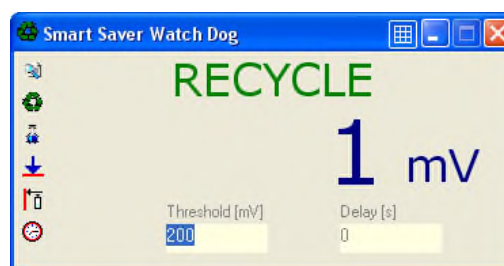 Smart Saver Watch Dog
RECYCLE
1 mV
Threshold [mV] Delay [s]
200 0